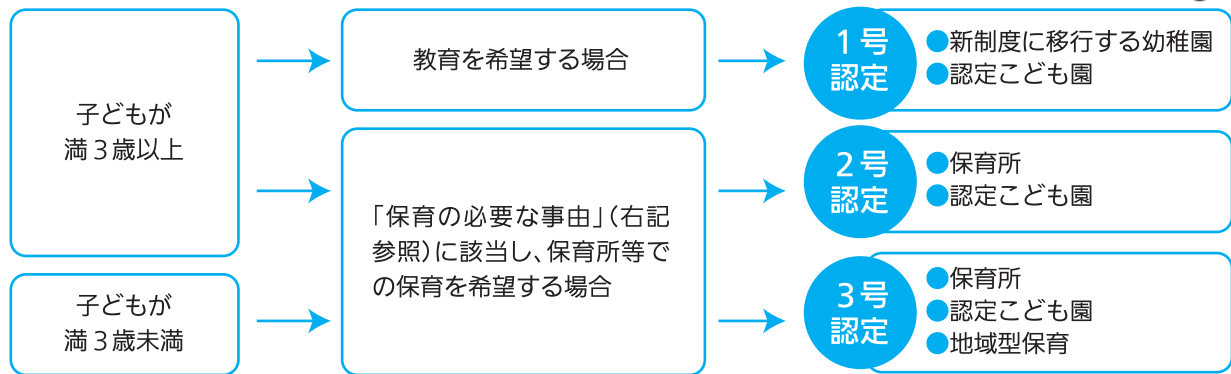 子どもが
満３歳以上
教育を希望する場合
１号
認定
●新制度に移行する幼稚園
●認定こども園
「保育の必要な事由」（右記
参照）に該当し、保育所等で
の保育を希望する場合
２号
認定
●保育所
●認定こども園
子どもが
満３歳未満
３号
認定
●保育所
●認定こども園
●地域型保育